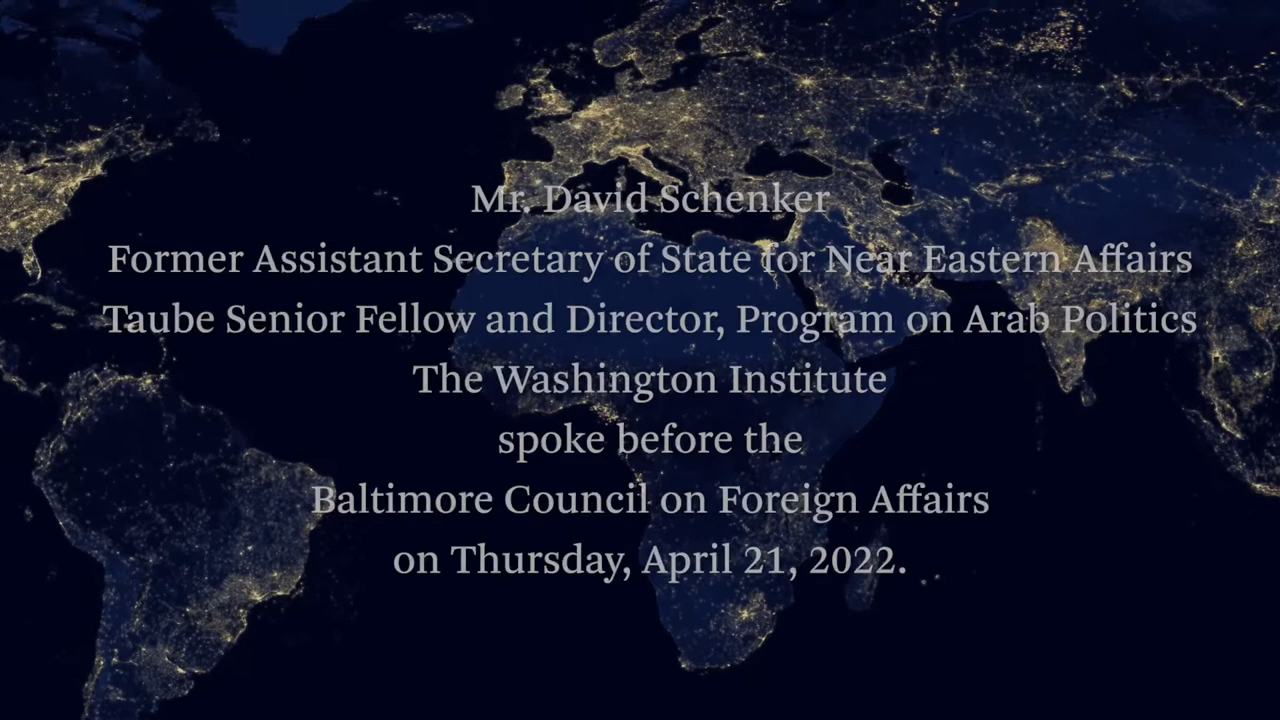 Mr. David Schenker
Former Assistant Secretary of State for Near Eastern Affairs
Taube Senior Fellow and Director, Program on Arab Politics
The Washington Institute
spoke before the
Baltimore Council on Foreign Affairs
on Thursday, April 21, 2022.